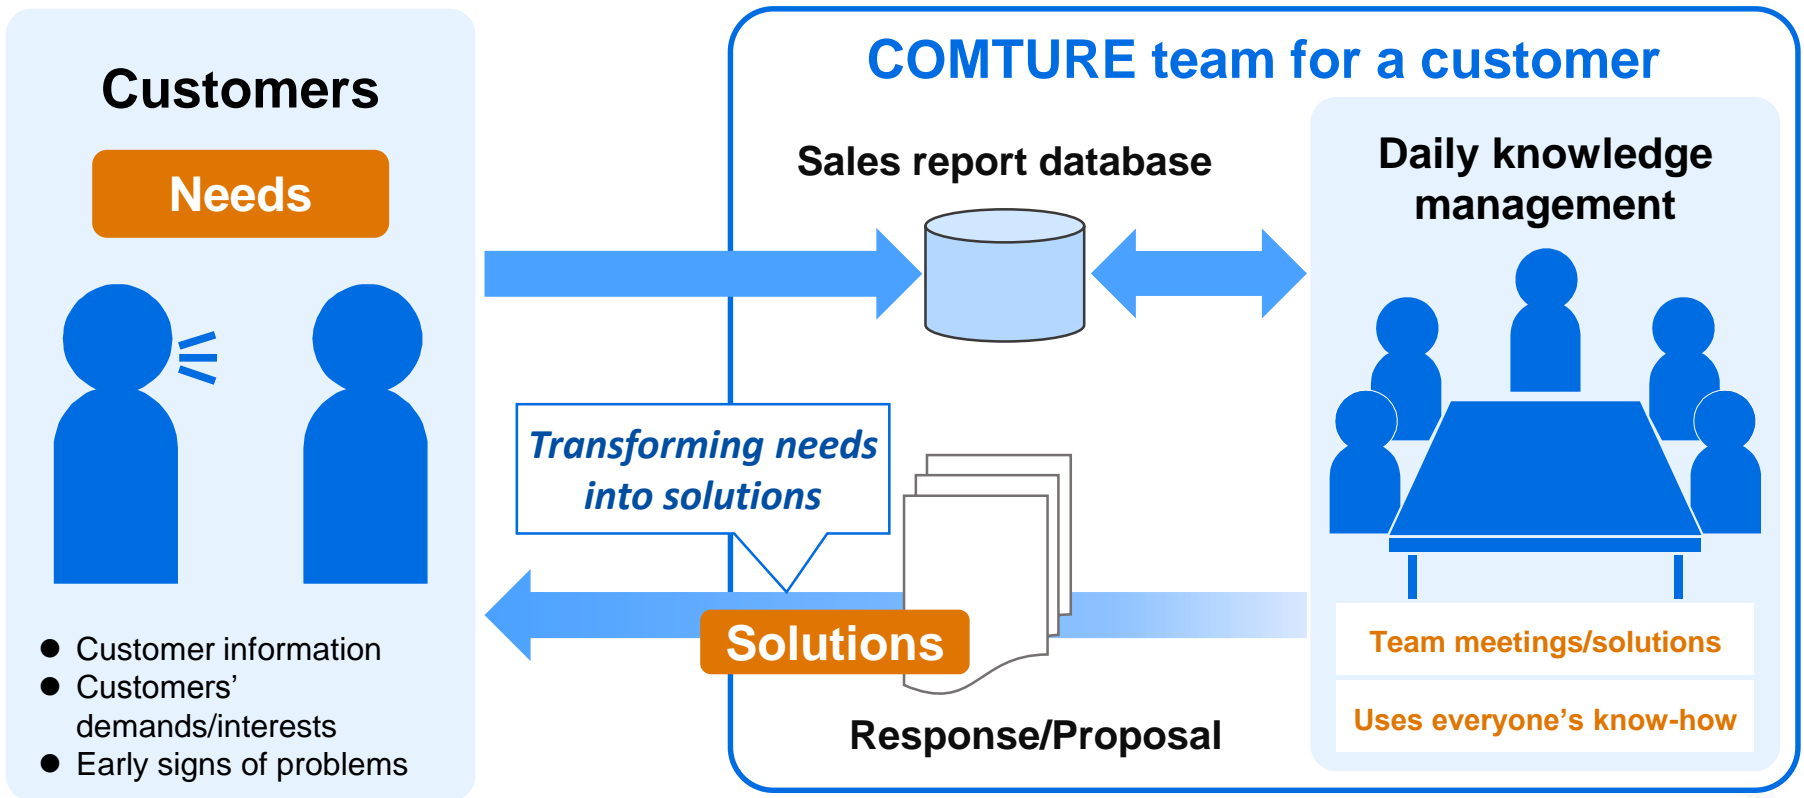 Customers
Needs
● Customer information
● Customers’
demands/interests
● Early signs of problems
COMTURE team for a customer
Sales report database
Daily knowledge
management
Transforming needs
into solutions
Solutions
Response/Proposal
Team meetings/solutions
Uses everyone’s know-how